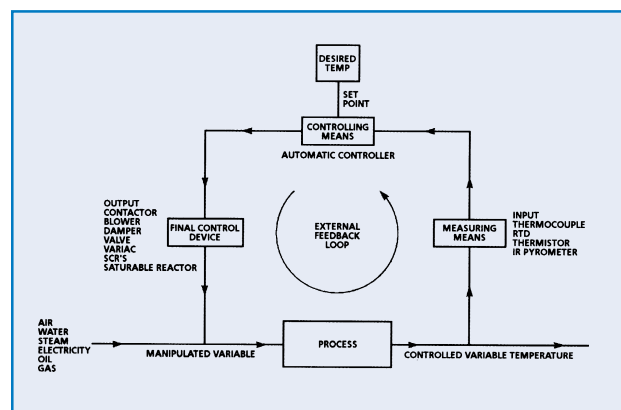 DESIRED
TEMP
SET
POINT
CONTROLLING
MEANS
AUTOMATIC CONTROLLER
OUTPUT
CONTACTOR
BLOWER
DAMPER
VALVE
VARIAC
SCR'S
SATURABLE REACTOR
FINAL CONTROL
DEVICE
EXTERNAL
FEEDBACK
LOOP
MEASURING
MEANS
INPUT
THERMOCOUPLE
RTD
THERMISTOR
IR PYROMETER
AIR
WATER
STEAM
ELECTRICITY
OIL
GAS
MANIPULATED VARIABLE
PROCESS
CONTROLLED VARIABLE TEMPERATURE